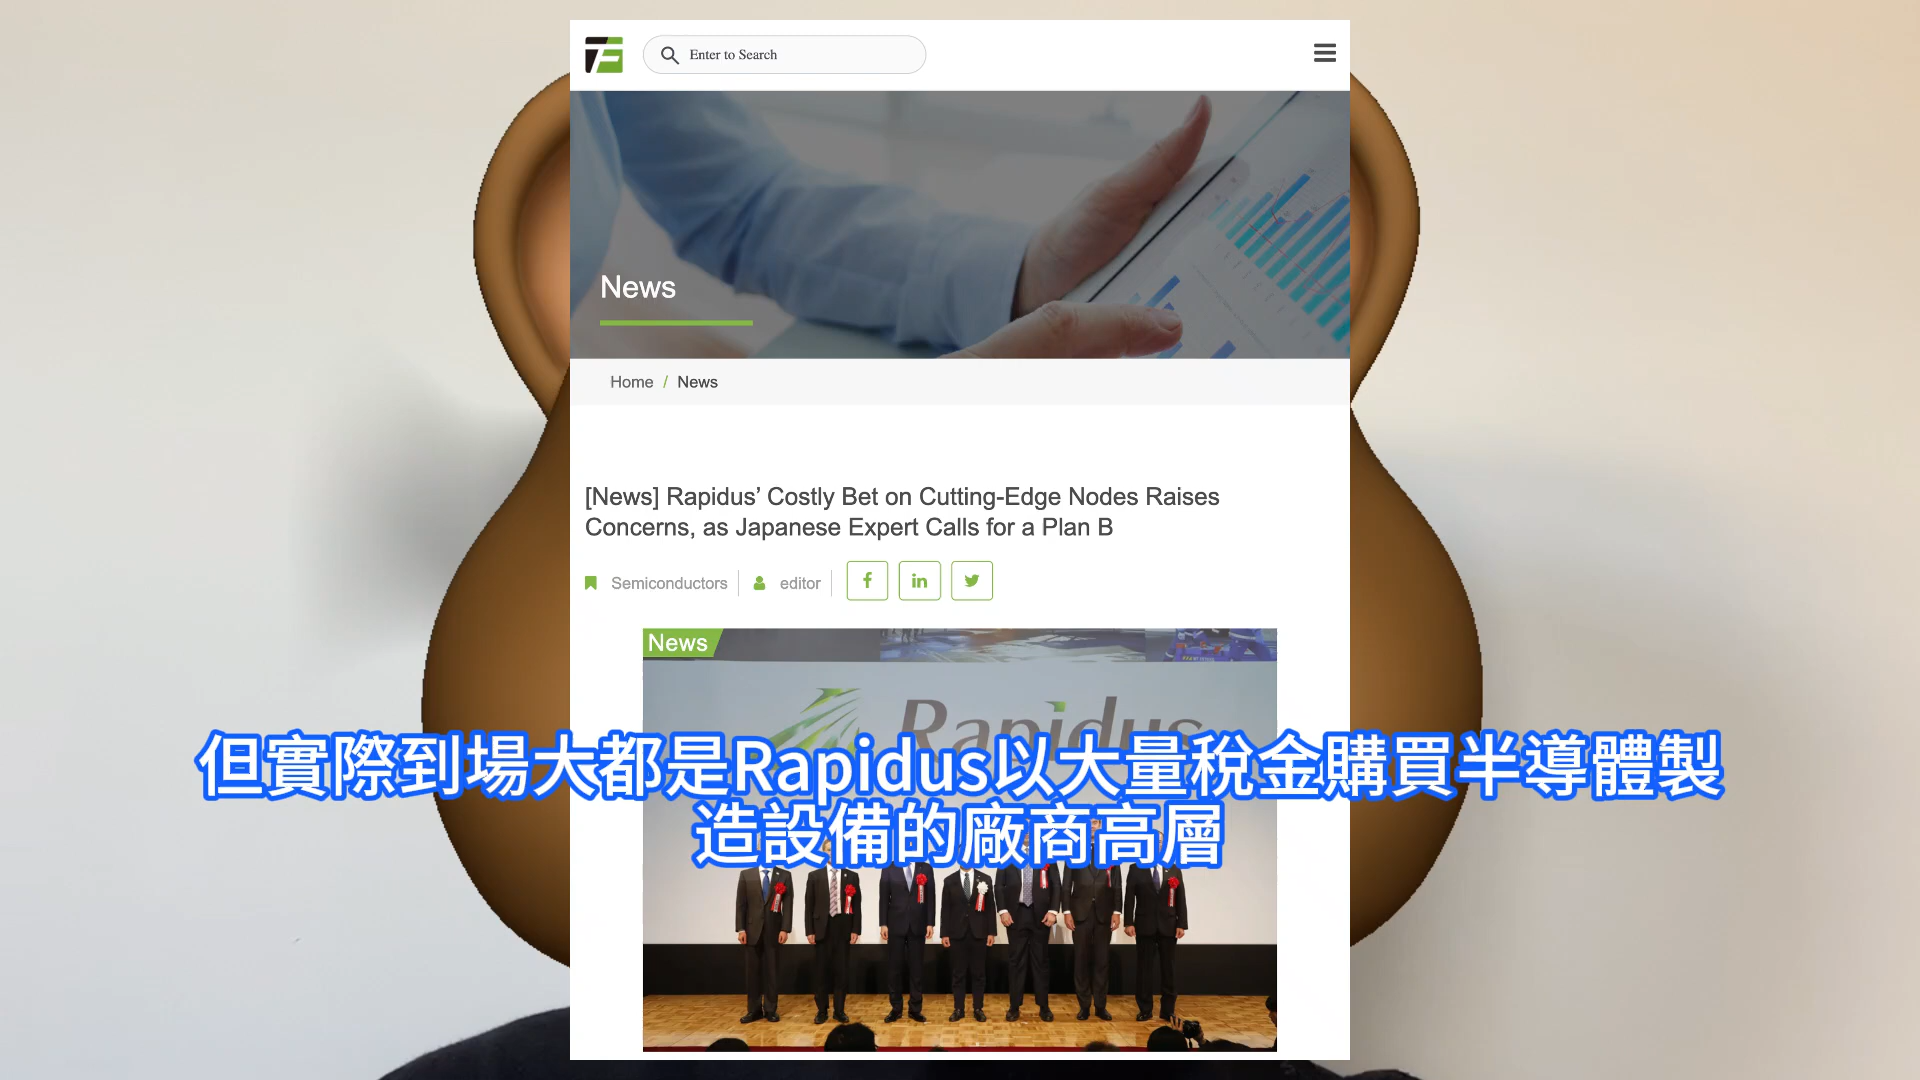 Enter to Search
News
Home / News
[News] Rapidus’ Costly Bet on Cutting-Edge Nodes Raises
Concerns, as Japanese Expert Calls for a Plan B
Semiconductors
editor
News
Rapidus
但實際到場大都是Rapidus以大量稅金購買半導體製
造設備的廠商高層